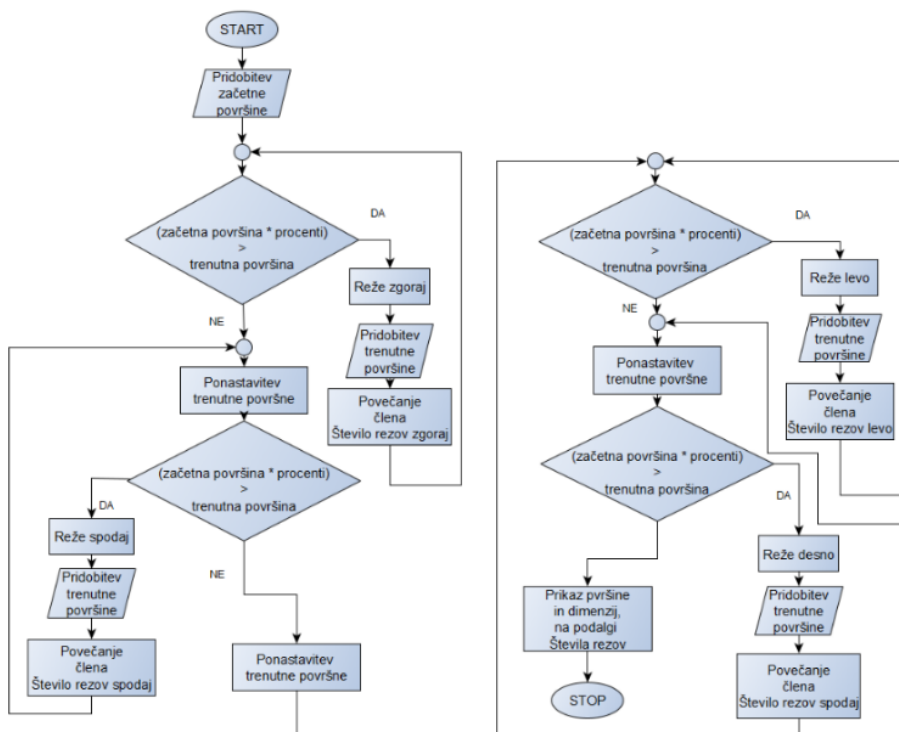 START
Pridobitev
začetne
površine
(začetna površina * procenti)
>
trenutna površina
DA
Reže zgoraj
Pridobitev
trenutne
površine
Povečanje
člena
Število rezov zgoraj
NE
Ponastavitev
trenutne površne
(začetna površina * procenti)
>
trenutna površina
DA
Reže spodaj
Pridobitev
trenutne
površine
Povečanje
člena
Število rezov spodaj
NE
Ponastavitev
trenutne površne
(začetna površina * procenti)
>
trenutna površina
DA
Reže levo
Pridobitev
trenutne
površine
Povečanje
člena
Število rezov levo
NE
Ponastavitev
trenutne površne
(začetna površina * procenti)
>
trenutna površina
DA
Reže desno
Pridobitev
trenutne
površine
Povečanje
člena
Število rezov spodaj
Prikaz pvršine
in dimenzij,
na podalgi
Števila rezov
STOP